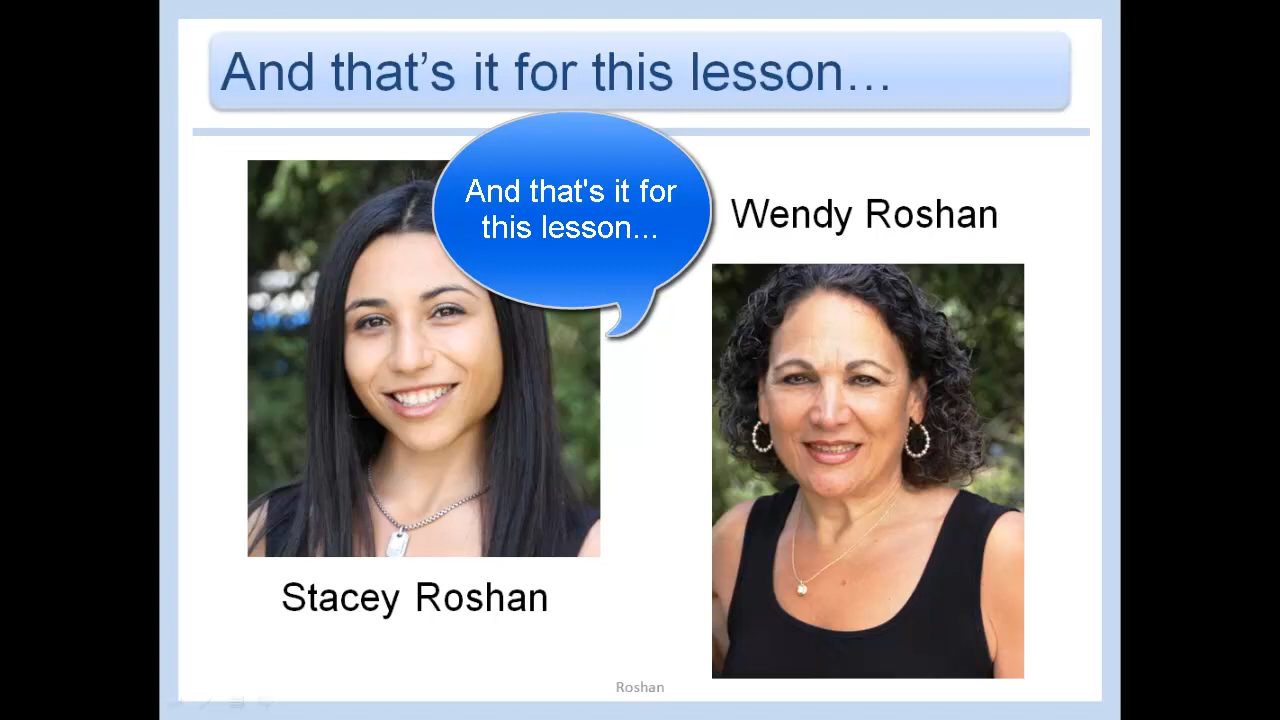 And that’s it for this lesson…
And that's it for
this lesson...
Wendy Roshan
Stacey Roshan
Roshan